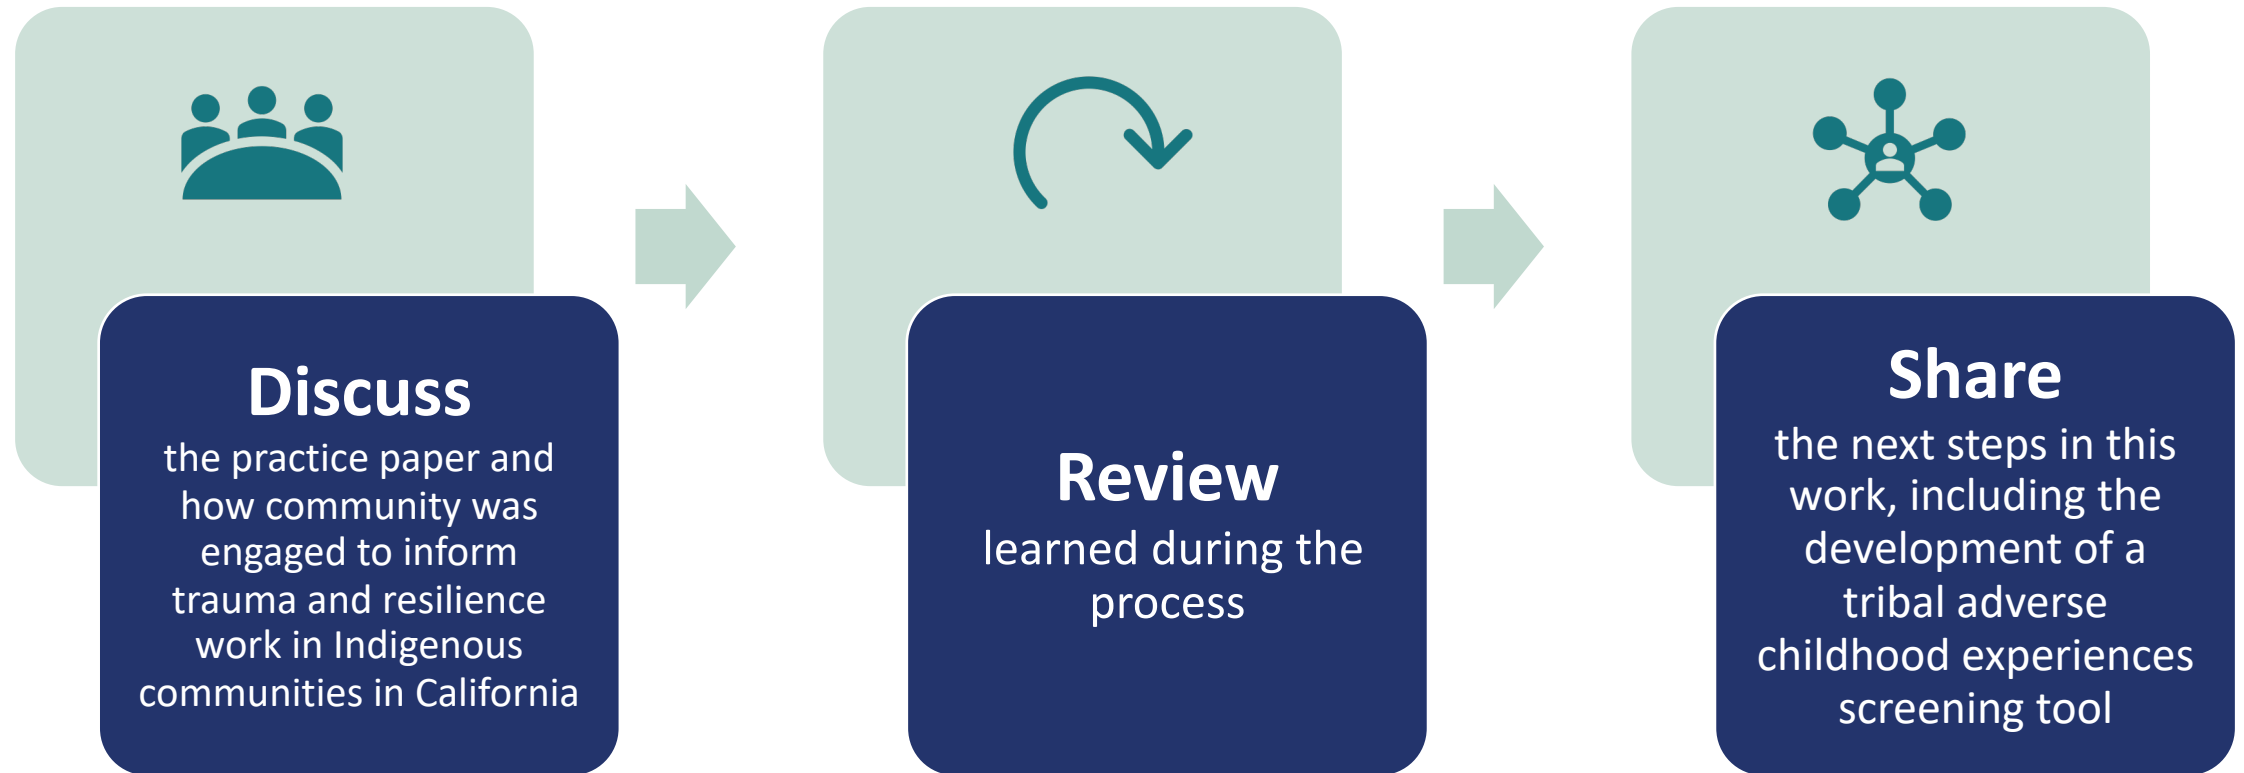 Discuss
the practice paper and
how community was
engaged to inform
trauma and resilience
work in Indigenous
communities in California
Review
learned during the
process
Share
the next steps in this
work, including the
development of a
tribal adverse
childhood experiences
screening tool